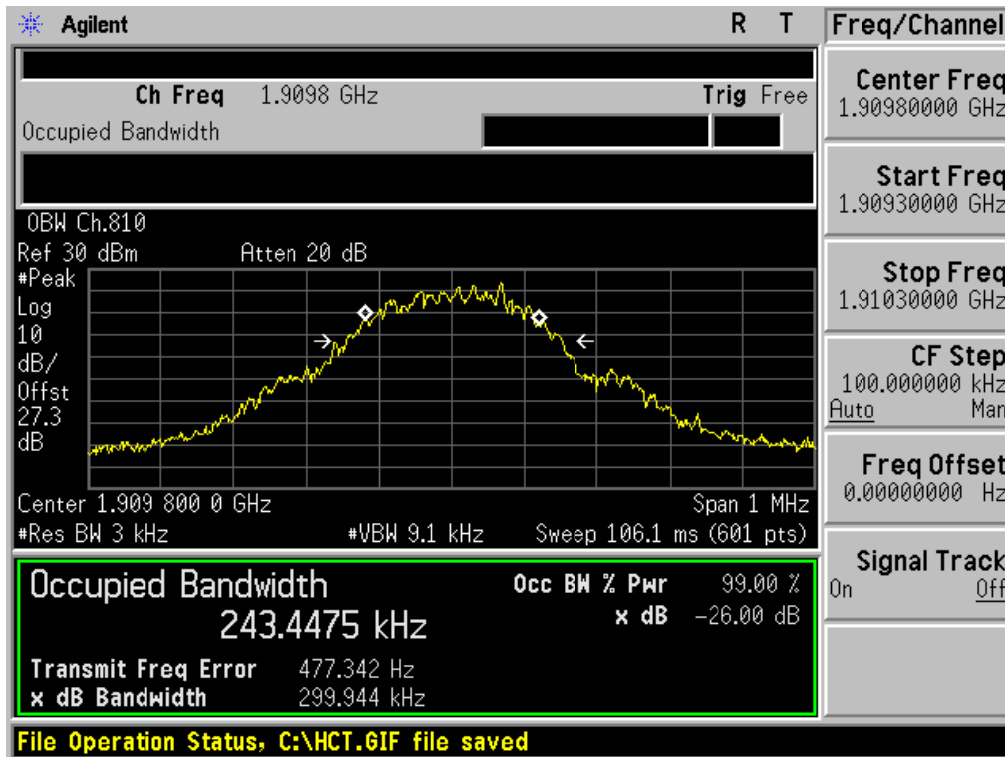 Agilent R T Freq/Channel
Ch Freq 1.9098 GHz Trig Free
Occupied Bandwidth
Center Freq
1.90980000 GHz
Start Freq
1.90930000 GHz
Stop Freq
1.91030000 GHz
CF Step
100.000000 kHz
Auto Man
Freq Offset
0.00000000 Hz
Signal Track
On Off
OBW Ch.810
Ref 30 dBm Atten 20 dB
#Peak
Log
10
dB/
Offst
27.3
dB
Center 1.909 800 0 GHz Span 1 MHz
#Res BW 3 kHz #VBW 9.1 kHz Sweep 106.1 ms (601 pts)
Occupied Bandwidth Occ BW % Pwr 99.00 %
243.4475 kHz x dB -26.00 dB
Transmit Freq Error 477.342 Hz
x dB Bandwidth 299.944 kHz
File Operation Status, C:\HCT.GIF file saved